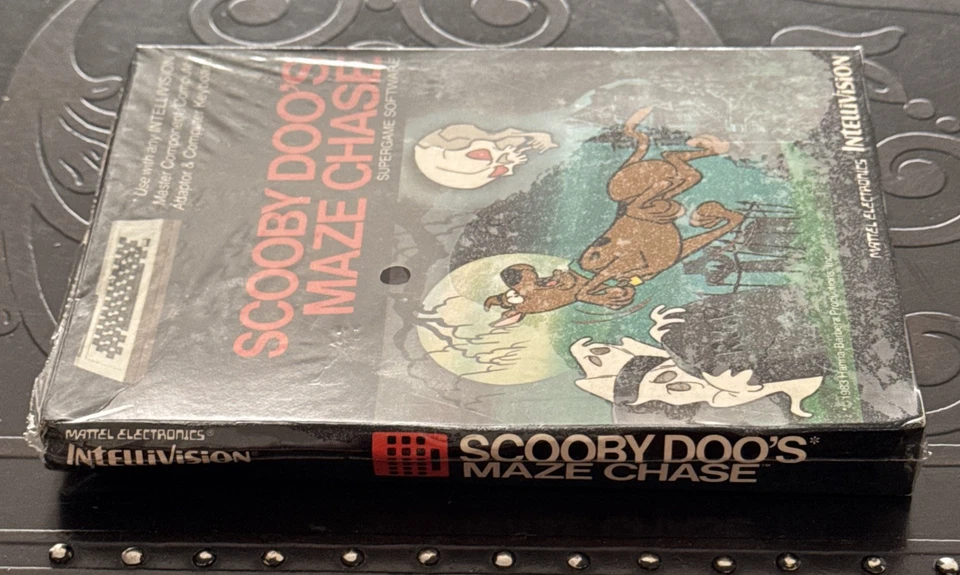 Use with any INTELLIVISION
Master Component, Computer
Adaptor & Computer Keyboard
SCOOBY DOO'S
MAZE CHASE
SUPERGAME SOFTWARE
MATTEL ELECTRONICS INTELLIVISION
© 1983 Hanna-Barbera Productions, Inc.
MATTEL ELECTRONICS®
INTELLIVISION®
SCOOBY DOO'S*
MAZE CHASE™